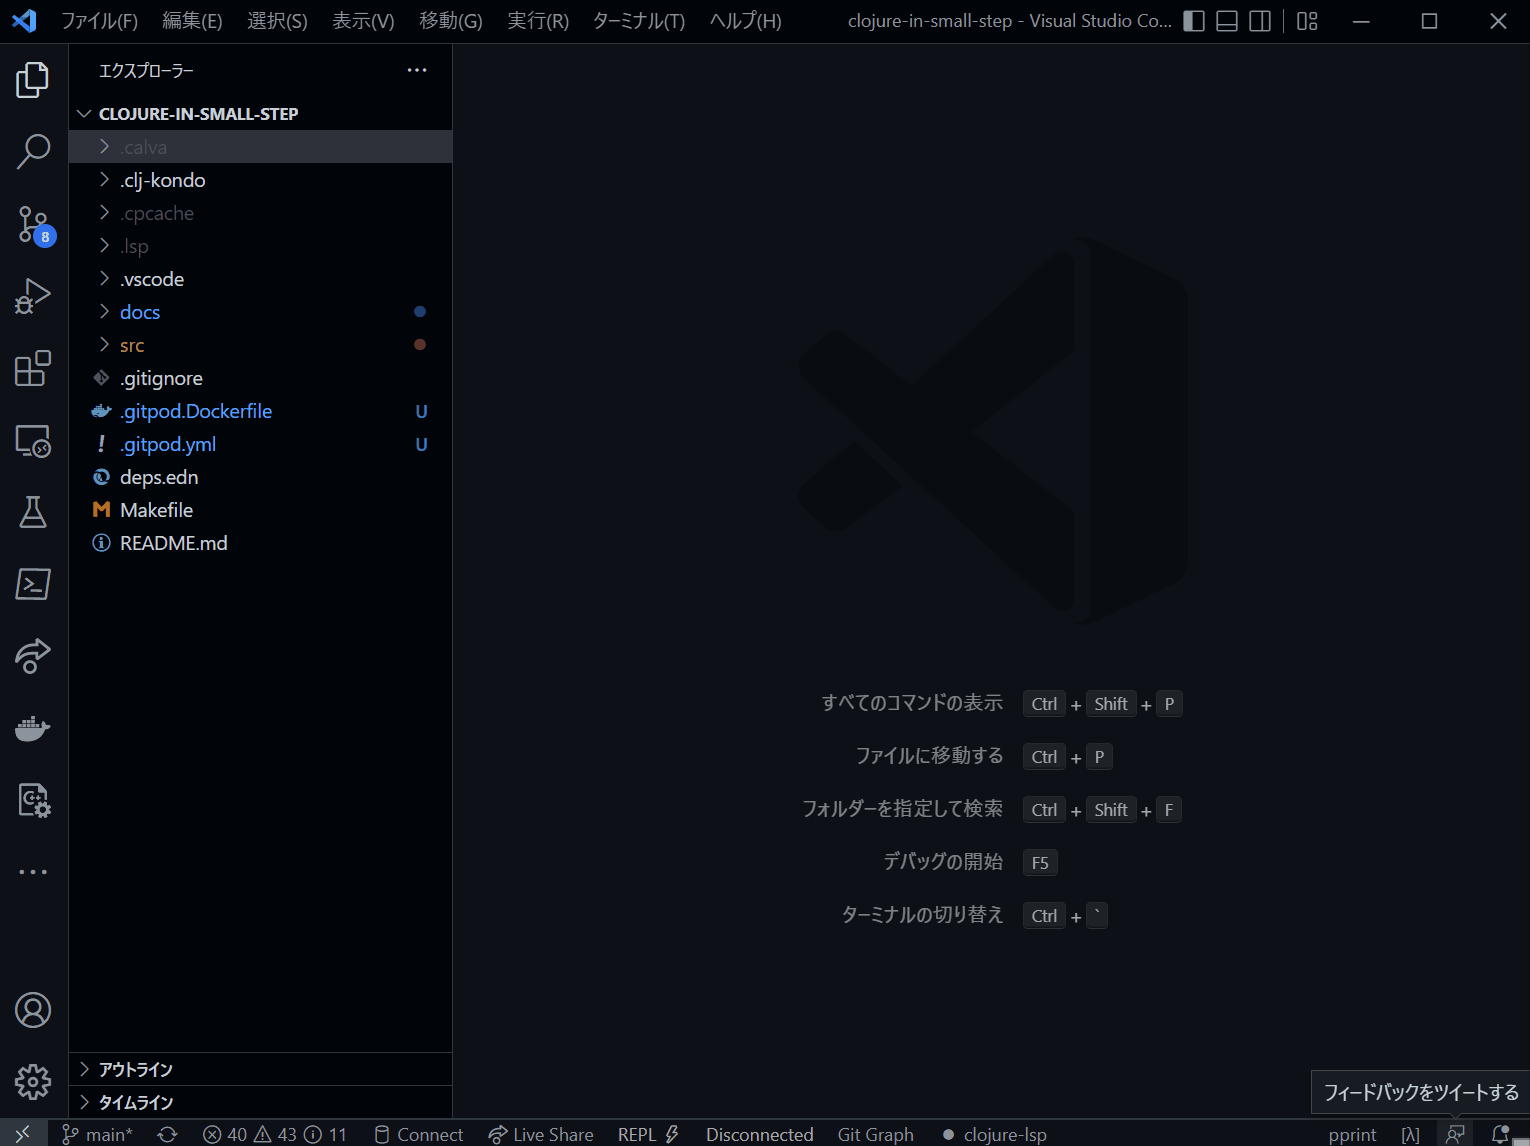 ファイル(F) 編集(E) 選択(S) 表示(V) 移動(G) 実行(R) ターミナル(T) ヘルプ(H) clojure-in-small-step - Visual Studio Co...
エクスプローラー
CLOJURE-IN-SMALL-STEP
.calva
.clj-kondo
.cpcache
.lsp
.vscode
docs
src
.gitignore
.gitpod.Dockerfile U
.gitpod.yml U
deps.edn
Makefile
README.md
8
すべてのコマンドの表示 Ctrl + Shift + P
ファイルに移動する Ctrl + P
フォルダーを指定して検索 Ctrl + Shift + F
デバッグの開始 F5
ターミナルの切り替え Ctrl + `
アウトライン
タイムライン
フィードバックをツイートする
main* 40 43 11 Connect Live Share REPL Disconnected Git Graph clojure-lsp pprint [λ]